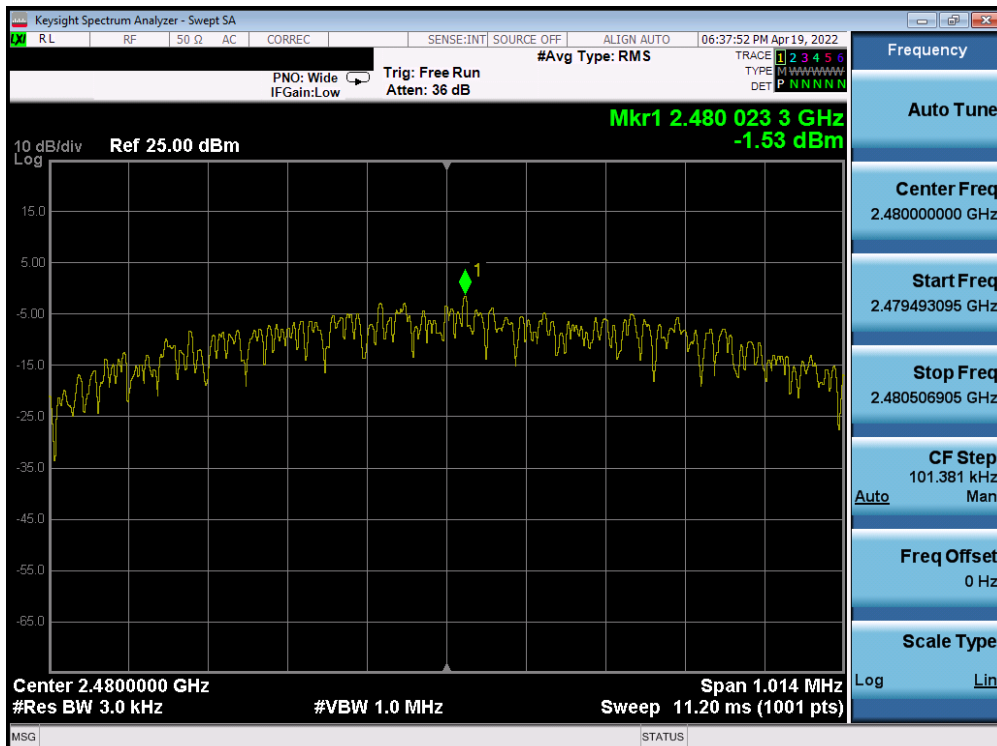 Keysight Spectrum Analyzer - Swept SA
LXI RL RF 50 Ω AC CORREC SENSE:INT SOURCE OFF ALIGN AUTO 06:37:52 PM Apr 19, 2022
Frequency
#Avg Type: RMS
TRACE 1 2 3 4 5 6
PNO: Wide Trig: Free Run
TYPE M WWWWW
IFGain:Low Atten: 36 dB
DET P N N N N N
Auto Tune
Mkr1 2.480 023 3 GHz
-1.53 dBm
10 dB/div Ref 25.00 dBm
Log
15.0
5.00
-5.00
-15.0
-25.0
-35.0
-45.0
-55.0
-65.0
1
Center Freq
2.480000000 GHz
Start Freq
2.479493095 GHz
Stop Freq
2.480506905 GHz
CF Step
101.381 kHz
Auto Man
Freq Offset
0 Hz
Scale Type
Log Lin
Center 2.4800000 GHz Span 1.014 MHz
#Res BW 3.0 kHz #VBW 1.0 MHz Sweep 11.20 ms (1001 pts)
MSG STATUS